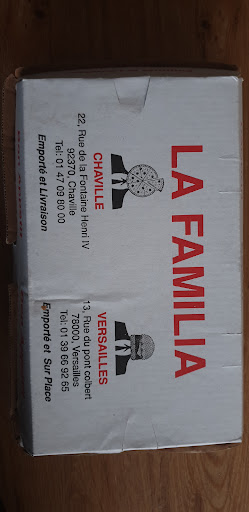 LA FAMILIA
CHAVILLE
22, Rue de la Fontaine Henri IV
92370, Chaville
Tel: 01 47 09 80 00
Emporté et Livraison
VERSAILLES
13, Rue du pont colbert
78000, Versailles
Tel: 01 39 66 92 65
Emporté et Sur Place